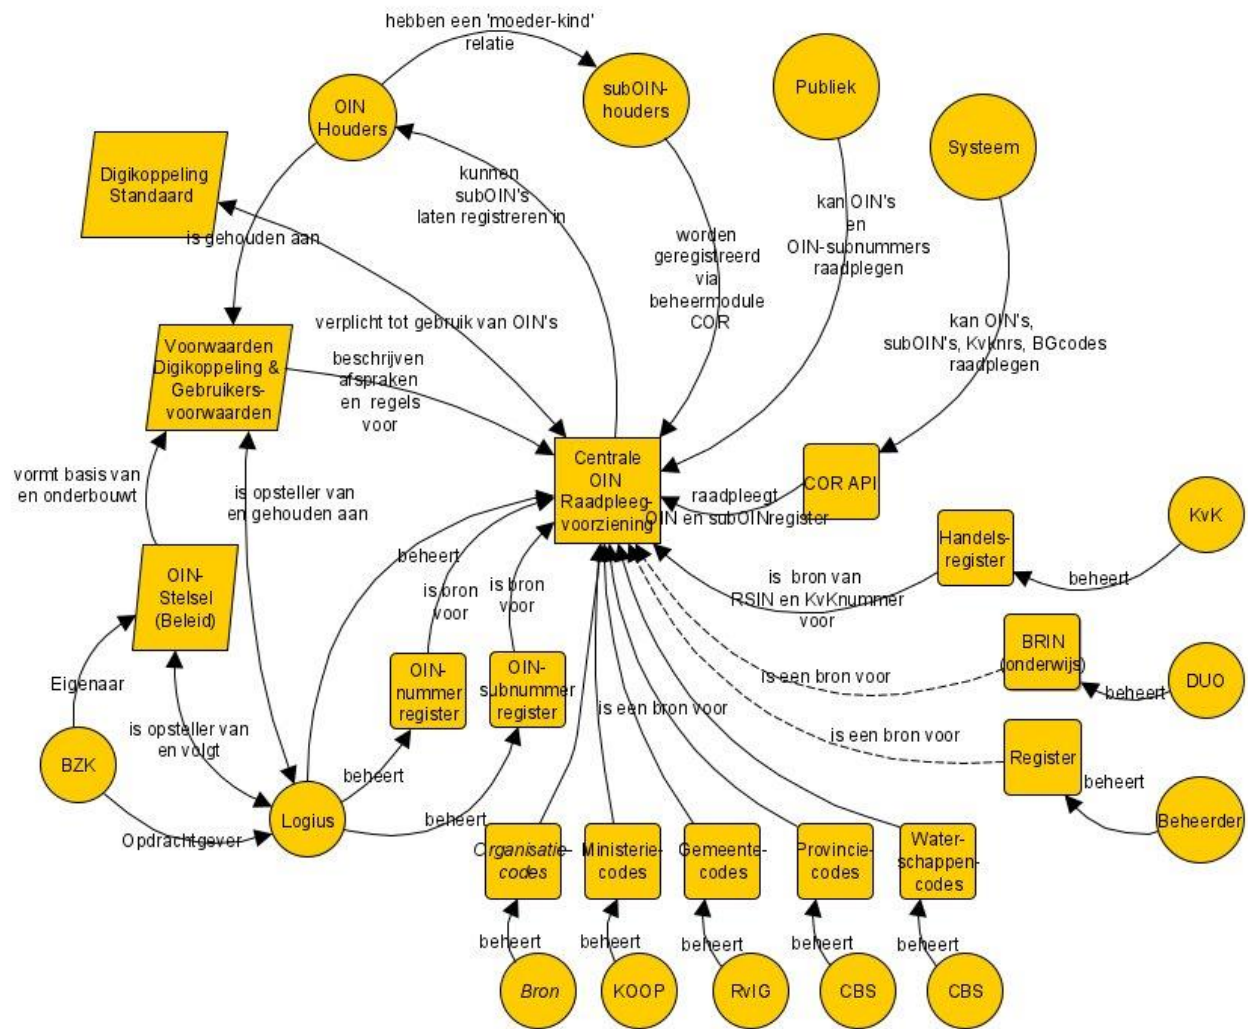 hebben een 'moeder-kind'
relatie
OIN
Houders
subOIN-
houders
Publiek
Systeem
Digikoppeling
Standaard
kunnen
subOIN's
laten registreren in
is gehouden aan
worden
geregistreerd
via
beheermodule
COR
kan OIN's
en
OIN-subnummers
raadplegen
kan OIN's,
subOIN's, Kvknrs, BGcodes
raadplegen
verplicht tot gebruik van OIN's
Voorwaarden
Digikoppeling &
Gebruikers-
voorwaarden
beschrijven
afspraken
en regels
voor
Centrale
OIN
Raadpleeg-
voorziening
COR API
raadpleegt
OIN en subOINregister
vormt basis van
en onderbouwt
is opsteller van
en gehouden aan
beheert
is bron
voor
is bron
voor
Handels-
register
KvK
beheert
is bron van
RSIN en KvKnummer
voor
OIN-
Stelsel
(Beleid)
BRIN
(onderwijs)
DUO
beheert
is een bron voor
OIN-
nummer
register
OIN-
subnummer
register
is een bron voor
is een bron voor
Register
beheert
Beheerder
Eigenaar
is opsteller van
en volgt
BZK
Opdrachtgever
Logius
beheert
beheert
Organisatie-
codes
Ministerie-
codes
Gemeente-
codes
Provincie-
codes
Water-
schappen-
codes
beheert
beheert
beheert
beheert
beheert
Bron
KOOP
RvIG
CBS
CBS